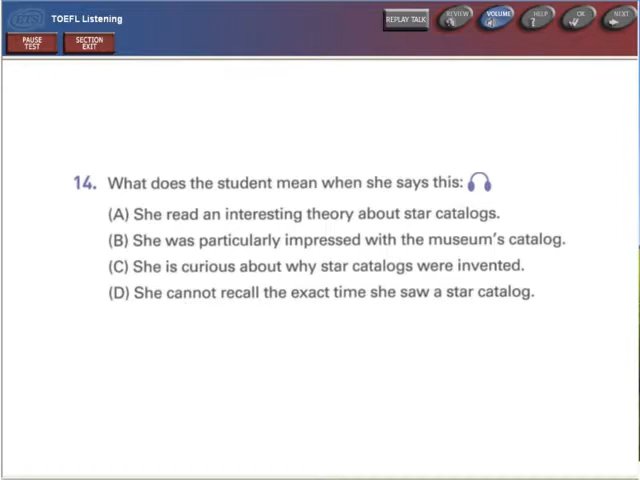 ETS TOEFL Listening
REPLAY TALK REVIEW VOLUME HELP OK NEXT
PAUSE TEST
SECTION EXIT
14. What does the student mean when she says this:
(A) She read an interesting theory about star catalogs.
(B) She was particularly impressed with the museum's catalog.
(C) She is curious about why star catalogs were invented.
(D) She cannot recall the exact time she saw a star catalog.